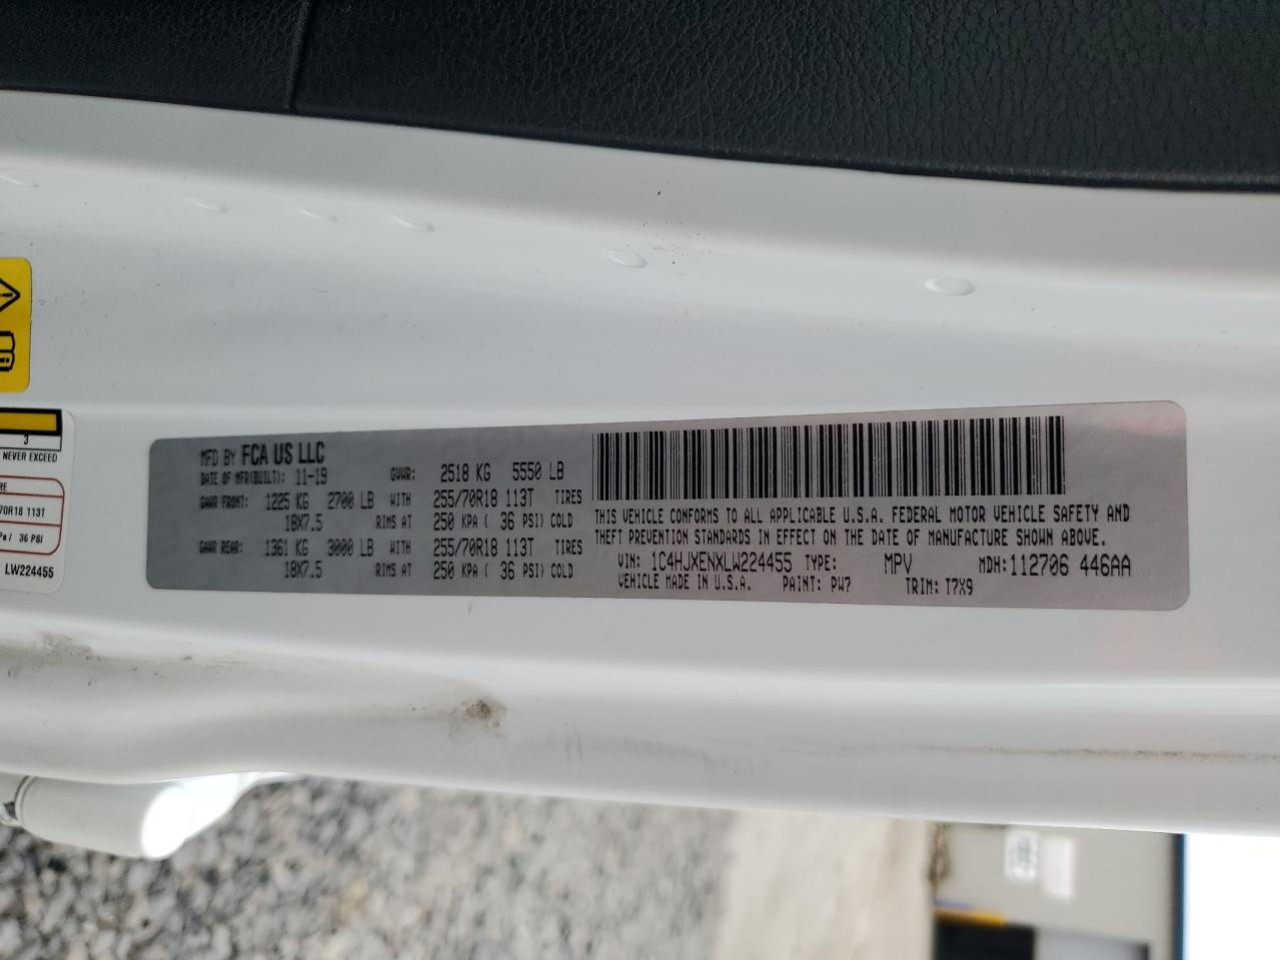 3
NEVER EXCEED
70R18 113T
36 PSI
LW224455
MFD BY FCA US LLC
DATE OF MFR(BUILT): 11-19 GVWR: 2518 KG 5550 LB
GAWR FRONT: 1225 KG 2700 LB WITH 255/70R18 113T TIRES
18X7.5 RIMS AT 250 KPA ( 36 PSI) COLD
GAWR REAR: 1361 KG 3000 LB WITH 255/70R18 113T TIRES
18X7.5 RIMS AT 250 KPA ( 36 PSI) COLD
THIS VEHICLE CONFORMS TO ALL APPLICABLE U.S.A. FEDERAL MOTOR VEHICLE SAFETY AND
THEFT PREVENTION STANDARDS IN EFFECT ON THE DATE OF MANUFACTURE SHOWN ABOVE.
VIN: 1C4HJXENXLW224455 TYPE: MPV MDH: 112706 446AA
VEHICLE MADE IN U.S.A. PAINT: PW7 TRIM: T7X9